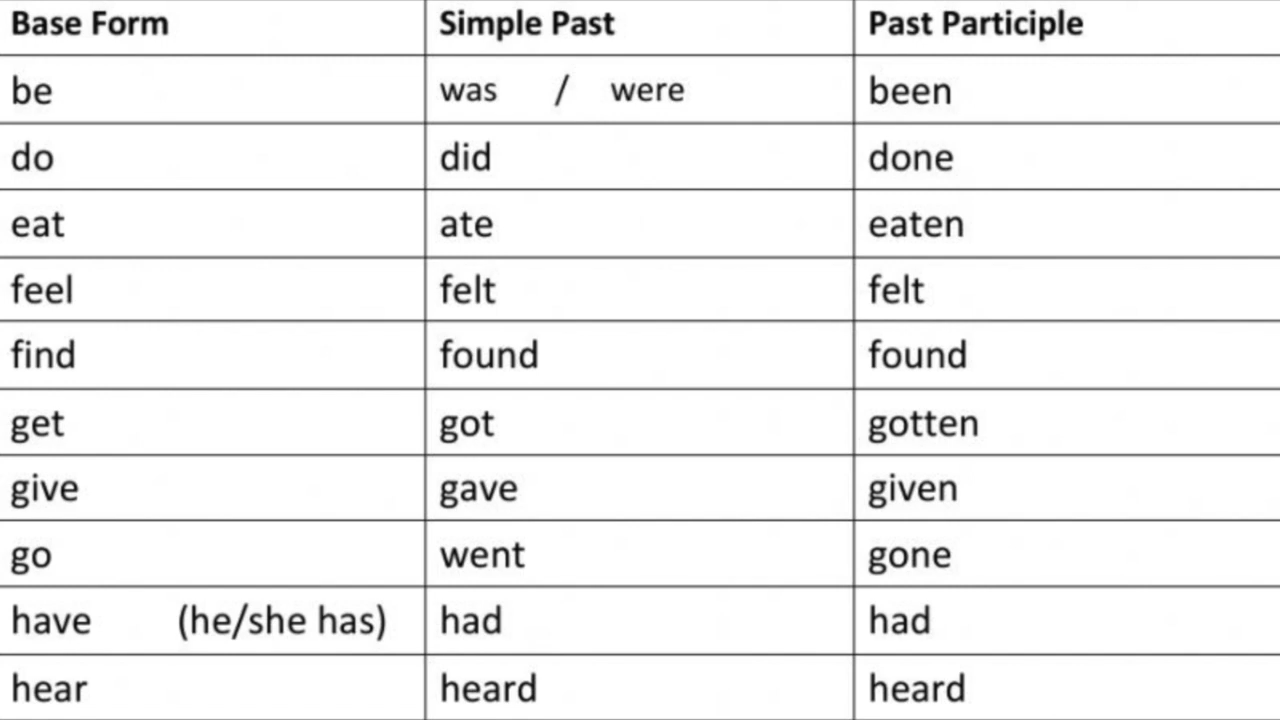 Base Form Simple Past Past Participle
be was / were been
do did done
eat ate eaten
feel felt felt
find found found
get got gotten
give gave given
go went gone
have (he/she has) had had
hear heard heard